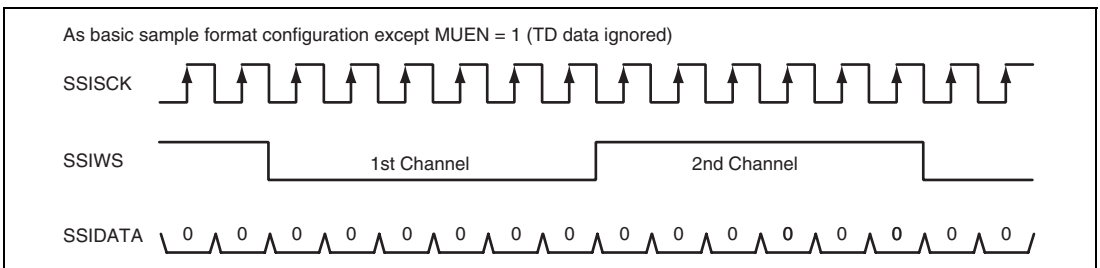 As basic sample format configuration except MUEN = 1 (TD data ignored)
SSISCK
SSIWS 1st Channel 2nd Channel
SSIDATA 0 0 0 0 0 0 0 0 0 0 0 0 0 0 0 0